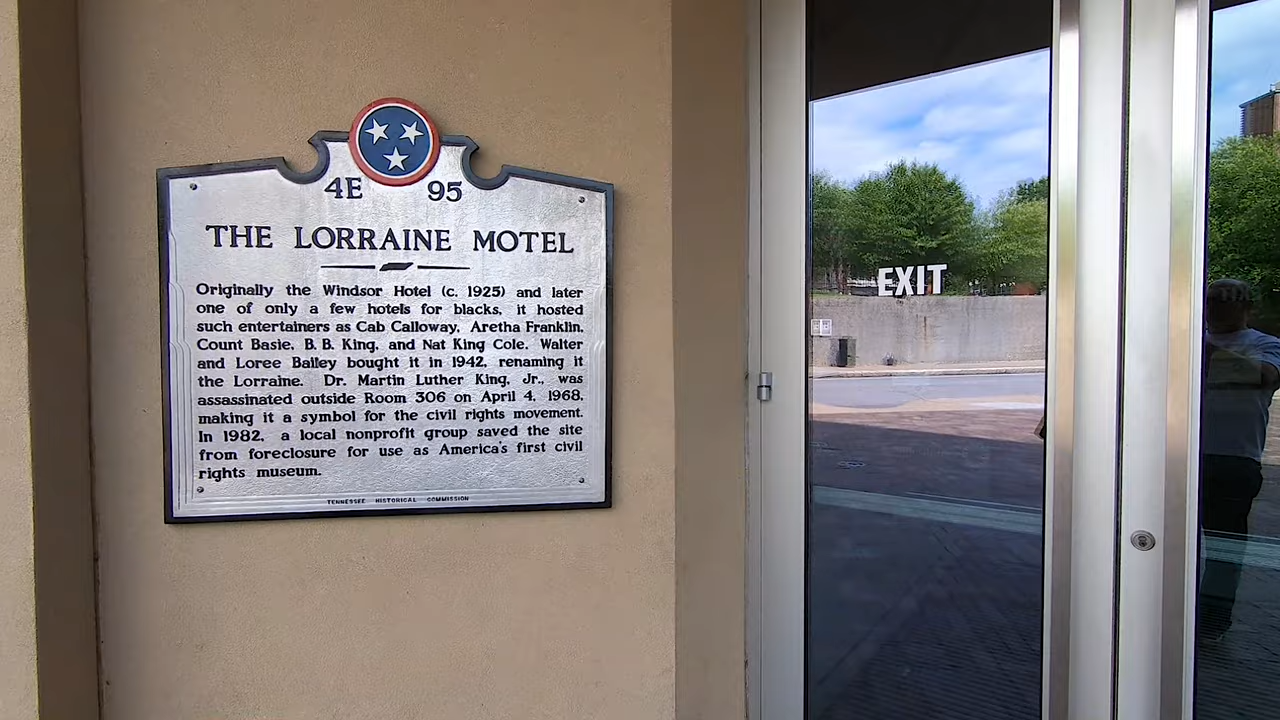 4E 95
THE LORRAINE MOTEL
Originally the Windsor Hotel (c. 1925) and later
one of only a few hotels for blacks, it hosted
such entertainers as Cab Calloway, Aretha Franklin,
Count Basie, B. B. King, and Nat King Cole. Walter
and Loree Bailey bought it in 1942, renaming it
the Lorraine. Dr. Martin Luther King, Jr., was
assassinated outside Room 306 on April 4, 1968,
making it a symbol for the civil rights movement.
In 1982, a local nonprofit group saved the site
from foreclosure for use as America's first civil
rights museum.
TENNESSEE HISTORICAL COMMISSION
EXIT